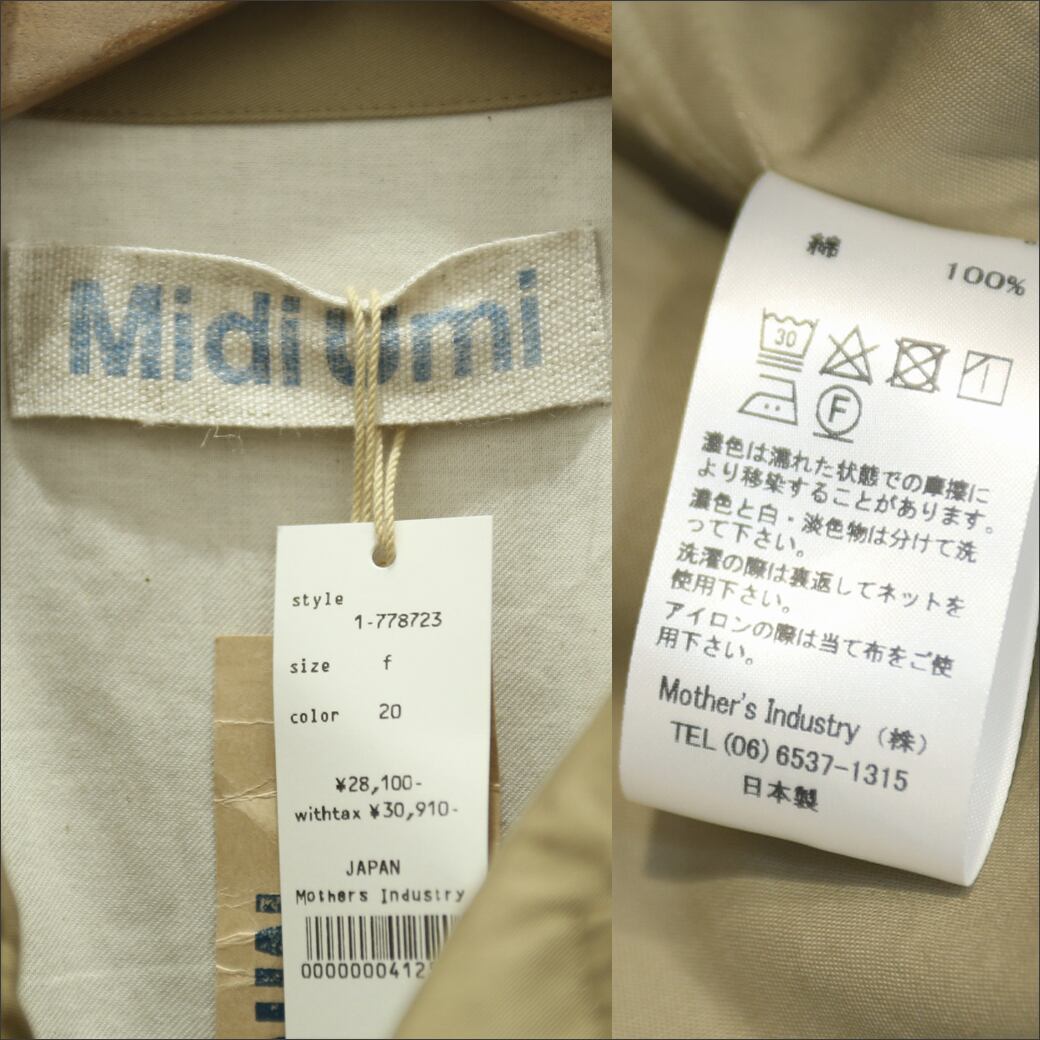 Midi Umi
style
1-778723
size f
color 20
¥28,100-
withtax ¥30,910-
JAPAN
Mothers Industry
綿 100%
30
F
濃色は濡れた状態での摩擦に
より移染することがあります。
濃色と白・淡色物は分けて洗
って下さい。
洗濯の際は裏返してネットを
使用下さい。
アイロンの際は当て布をご使
用下さい。
Mother's Industry (株)
TEL (06) 6537-1315
日本製